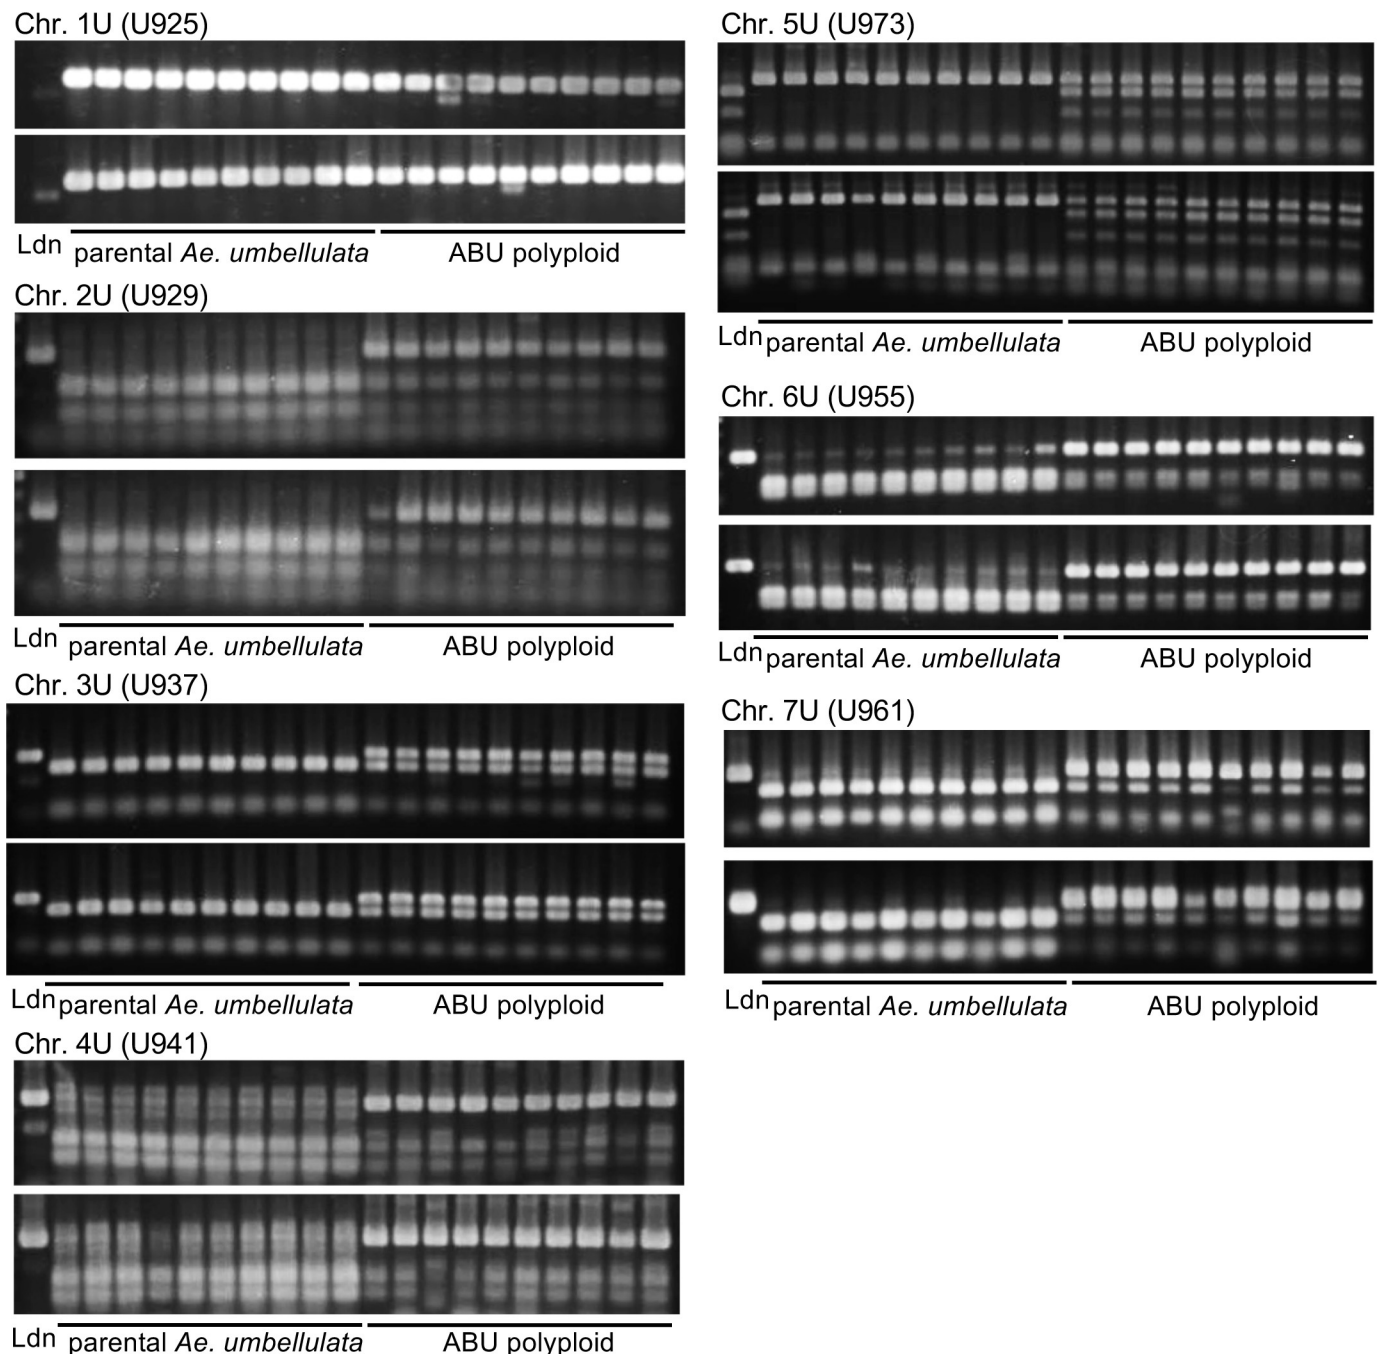 Chr. 1U (U925)
Ldn parental Ae. umbellulata ABU polyploid
Chr. 2U (U929)
Ldn parental Ae. umbellulata ABU polyploid
Chr. 3U (U937)
Ldn parental Ae. umbellulata ABU polyploid
Chr. 4U (U941)
Ldn parental Ae. umbellulata ABU polyploid
Chr. 5U (U973)
Ldn parental Ae. umbellulata ABU polyploid
Chr. 6U (U955)
Ldn parental Ae. umbellulata ABU polyploid
Chr. 7U (U961)
Ldn parental Ae. umbellulata ABU polyploid